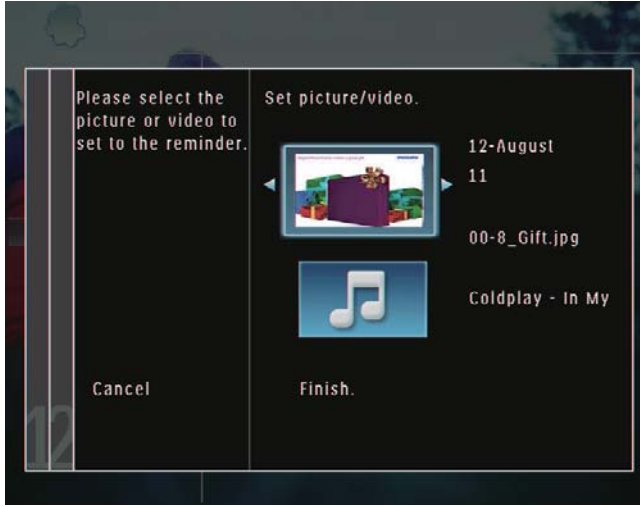 Please select the
picture or video to
set to the reminder.
Cancel
Set picture/video.
12-August
11
00-8_Gift.jpg
Coldplay - In My
Finish.
12